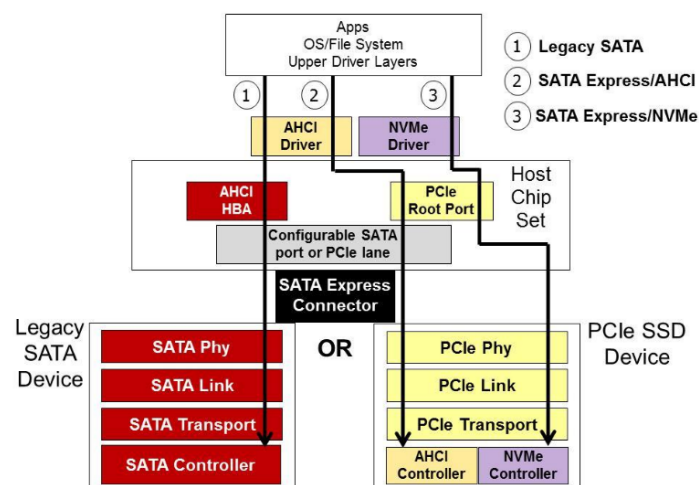 Apps
OS/File System
Upper Driver Layers
1 Legacy SATA
2 SATA Express/AHCI
3 SATA Express/NVMe
1
2
3
AHCI
Driver
NVMe
Driver
Host
Chip
Set
AHCI
HBA
PCIe
Root Port
Configurable SATA
port or PCIe lane
SATA Express
Connector
Legacy
SATA
Device
OR
PCIe SSD
Device
SATA Phy
SATA Link
SATA Transport
SATA Controller
PCIe Phy
PCIe Link
PCIe Transport
AHCI
Controller
NVMe
Controller